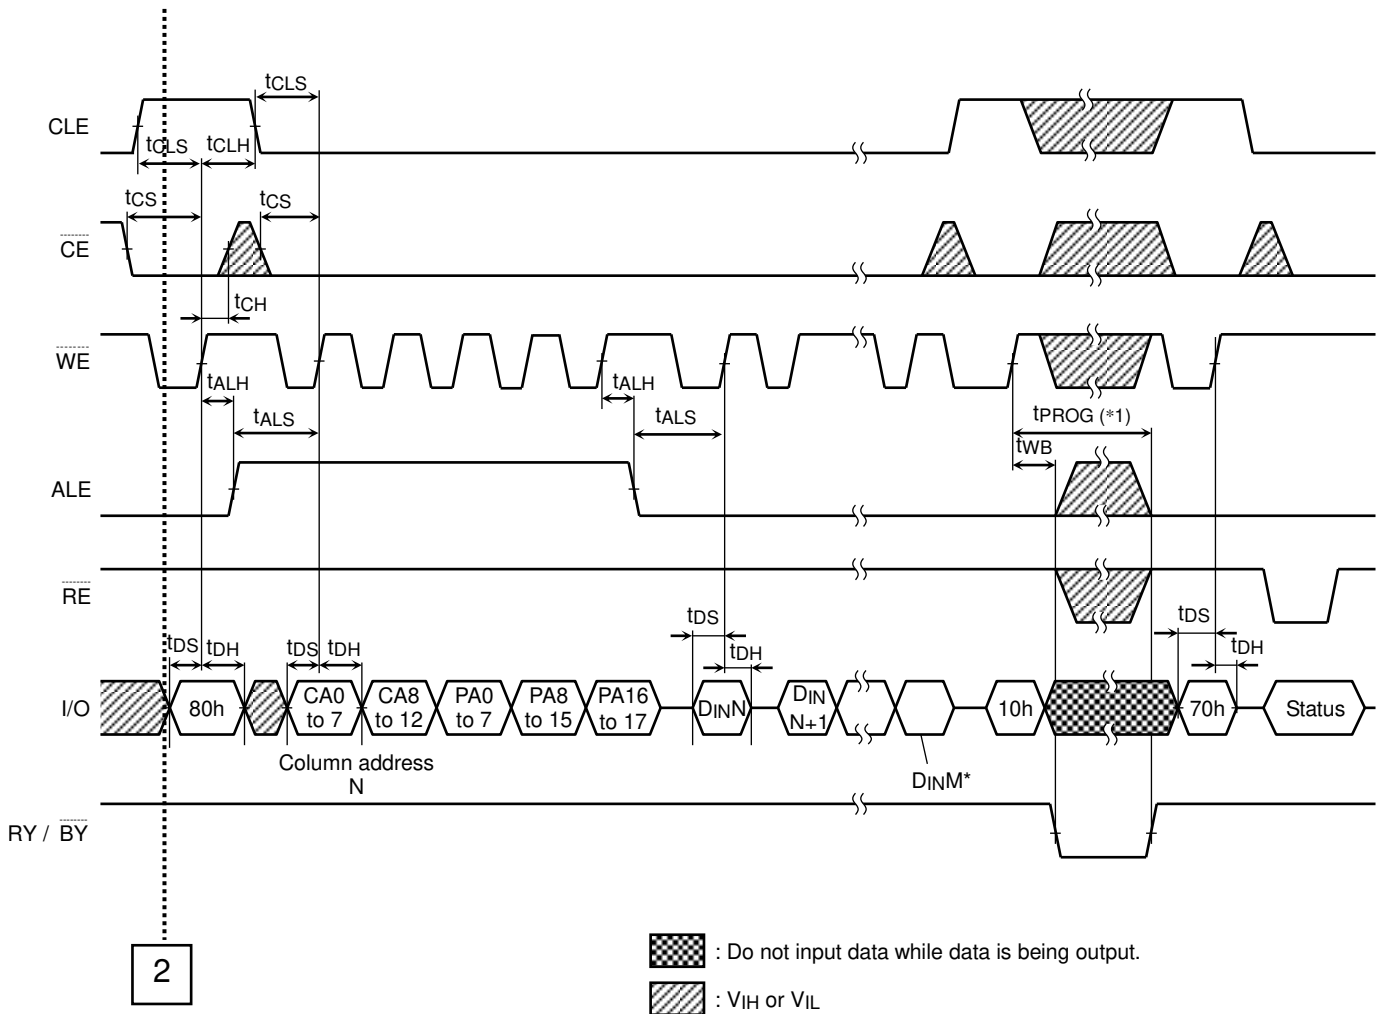 tCLS
CLE
tCLS tCLH
tCS tCS
CE
tCH
WE
tALH tALH
tALS tALS tPROG (*1)
tWB
ALE
RE
tDS tDH tDS tDH tDS tDH tDS tDH
I/O 80h CA0 to 7 CA8 to 12 PA0 to 7 PA8 to 15 PA16 to 17 DINN DIN N+1 10h 70h Status
Column address
N
DINM*
RY / BY
2
: Do not input data while data is being output.
: VIH or VIL